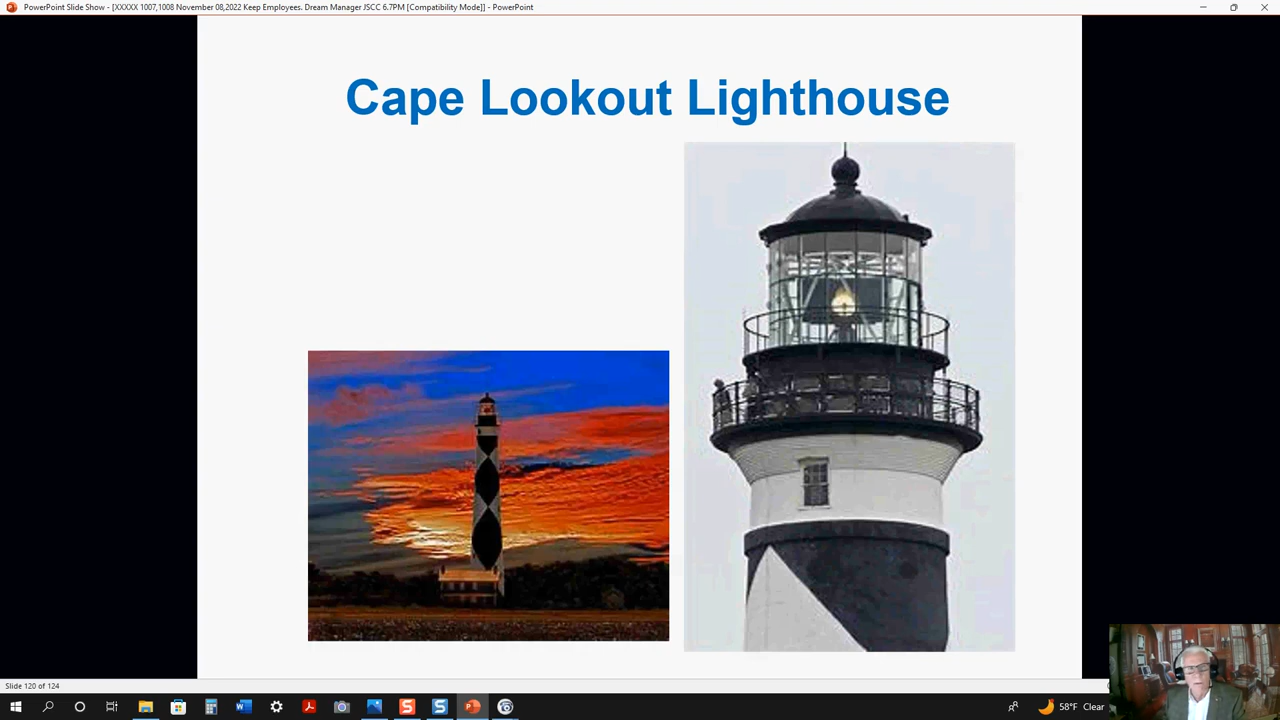 PowerPoint Slide Show - [XXXXX 1007,1008 November 08,2022 Keep Employees. Dream Manager JSCC 6.7PM [Compatibility Mode]] - PowerPoint
Cape Lookout Lighthouse
Slide 120 of 124
58°F Clear